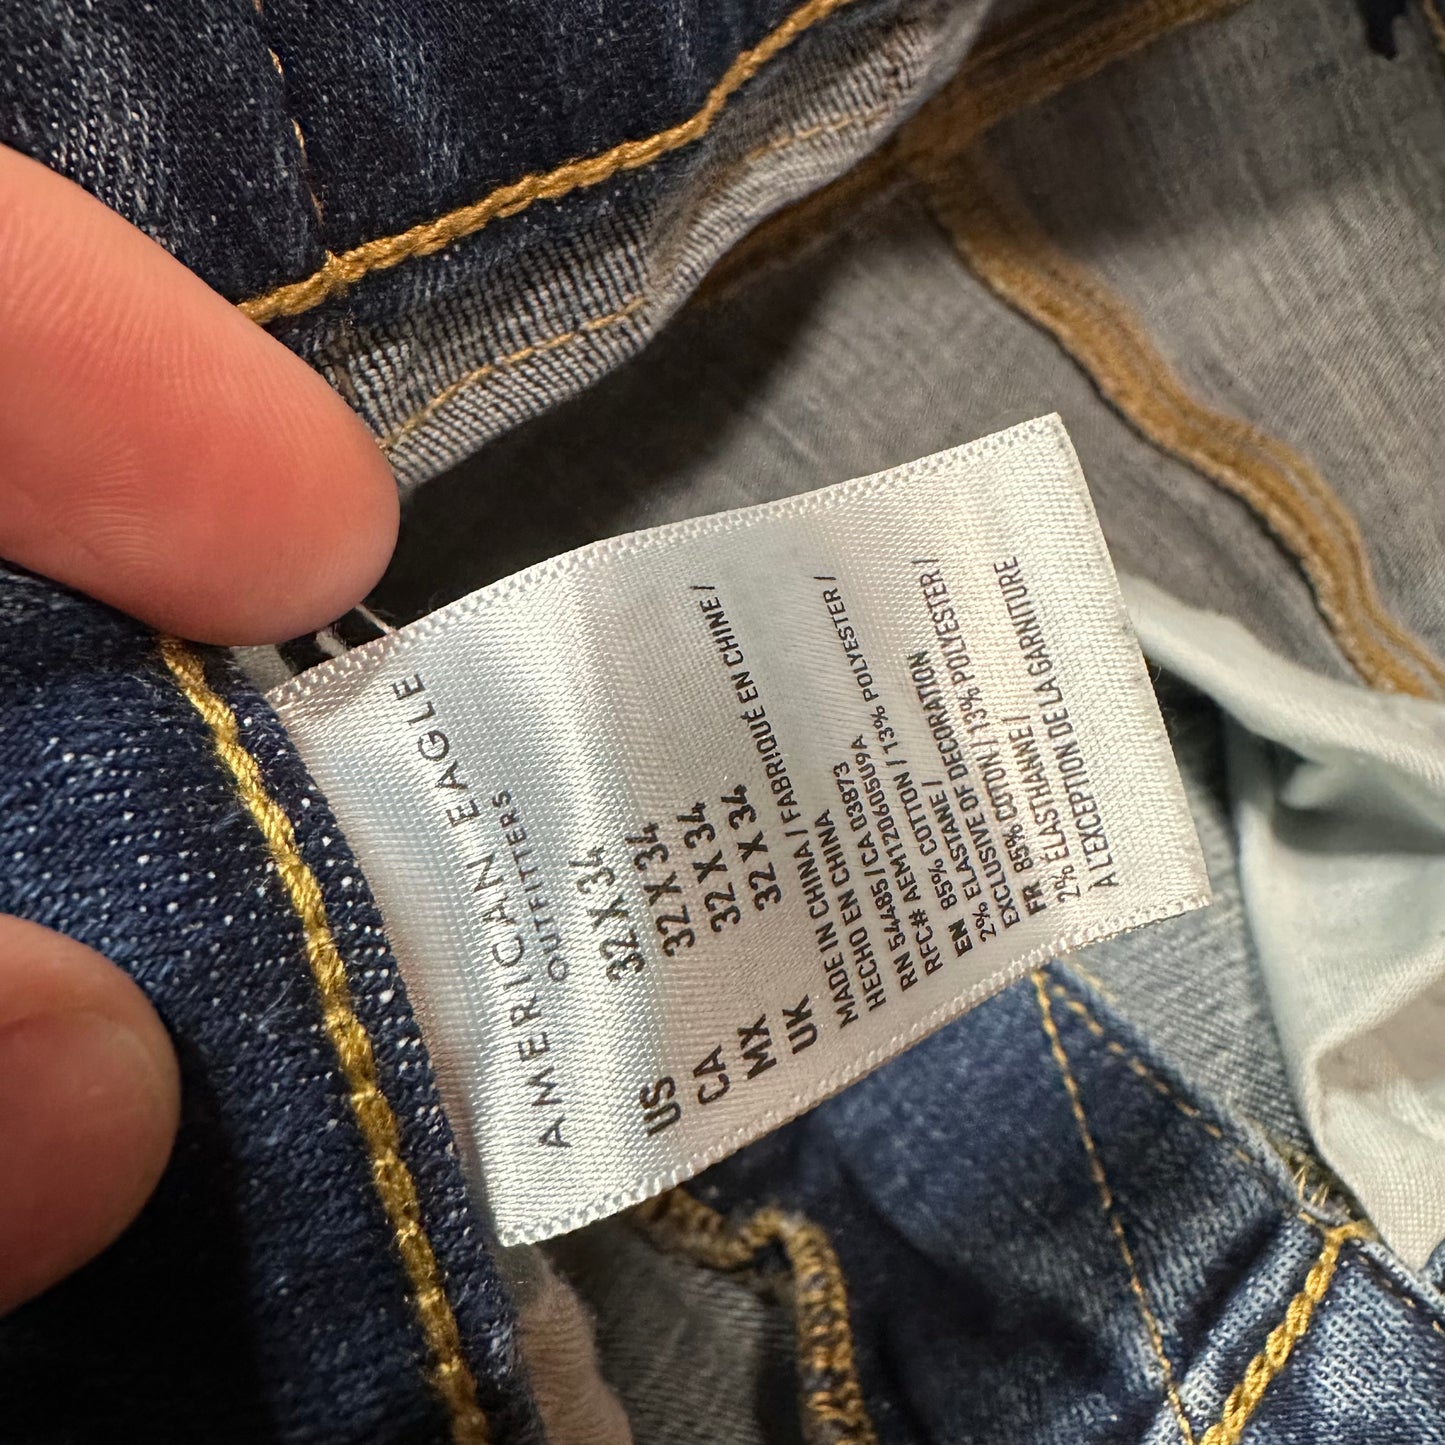 AMERICAN EAGLE
OUTFITTERS
32 X 34
US 32 X 34
CA 32 X 34
MX 32 X 34
UK
MADE IN CHINA / FABRIQUÉ EN CHINE /
HECHO EN CHINA
RN 54485 / CA 03873
RFC# AEM120605U9A
EN 85% COTTON / 13% POLYESTER /
2% ELASTANE /
EXCLUSIVE OF DECORATION
FR 85% COTON / 13% POLYESTER /
2% ÉLASTHANNE /
A L'EXCEPTION DE LA GARNITURE